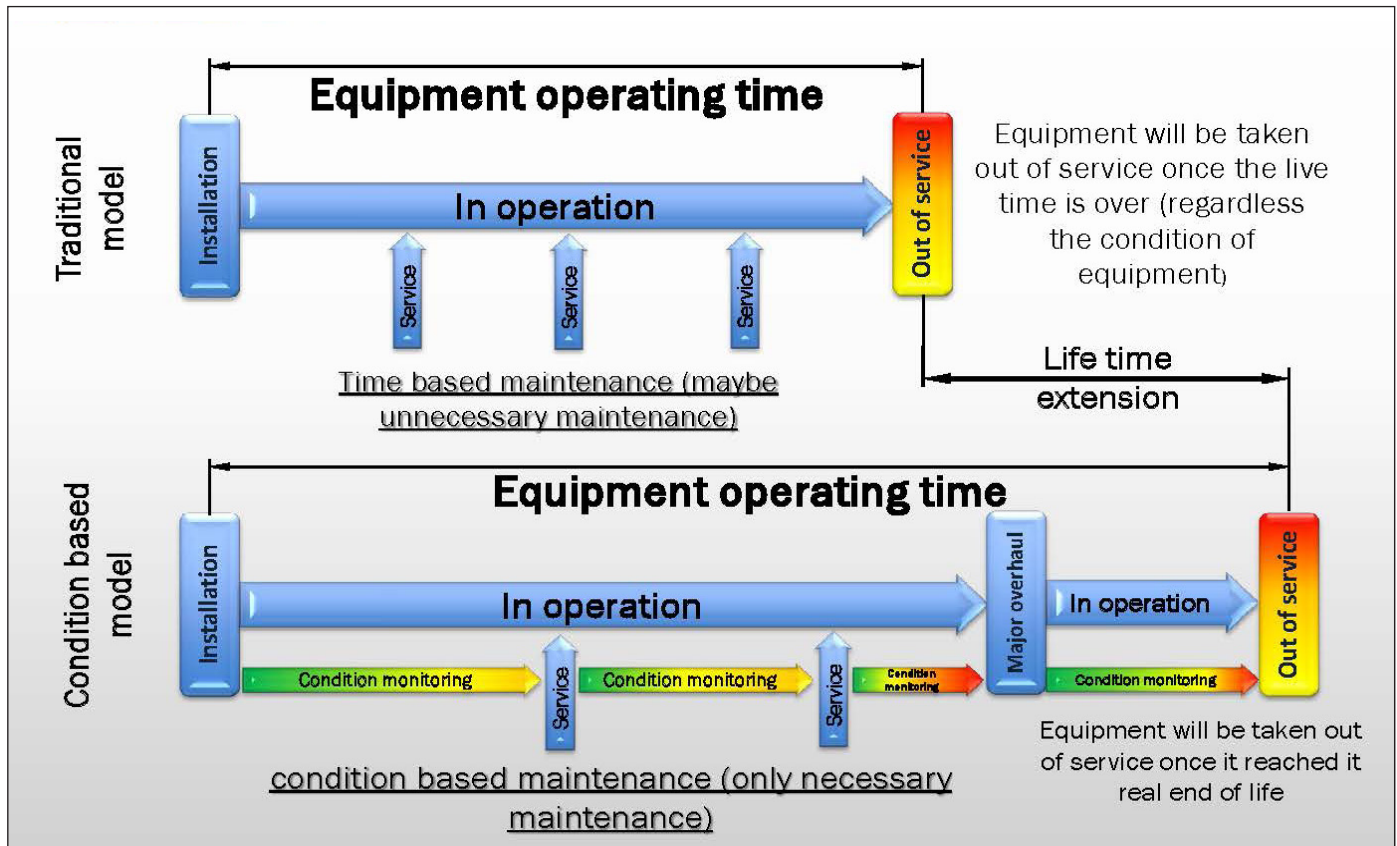 Equipment operating time
Traditional
model
Installation
In operation
Out of service
Service
Service
Service
Time based maintenance (maybe
unnecessary maintenance)
Equipment will be taken
out of service once the live
time is over (regardless
the condition of
equipment)
Life time
extension
Equipment operating time
Condition based
model
Installation
In operation
Major overhaul
In operation
Out of service
Condition monitoring
Service
Condition monitoring
Service
Condition
monitoring
Condition monitoring
condition based maintenance (only necessary
maintenance)
Equipment will be taken out
of service once it reached it
real end of life